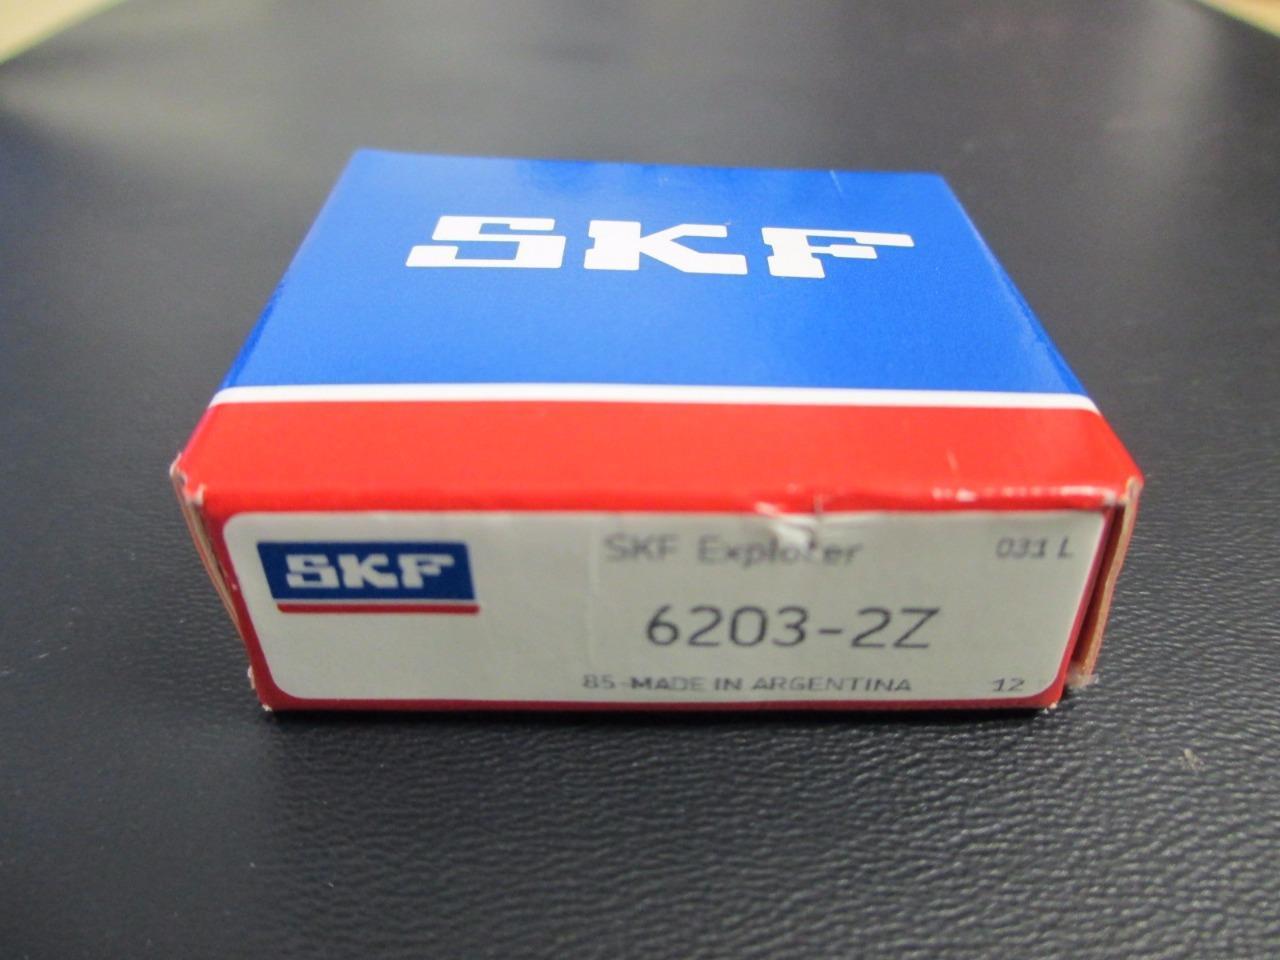 SKF
SKF
SKF Explorer
031 L
6203-2Z
85-MADE IN ARGENTINA
12